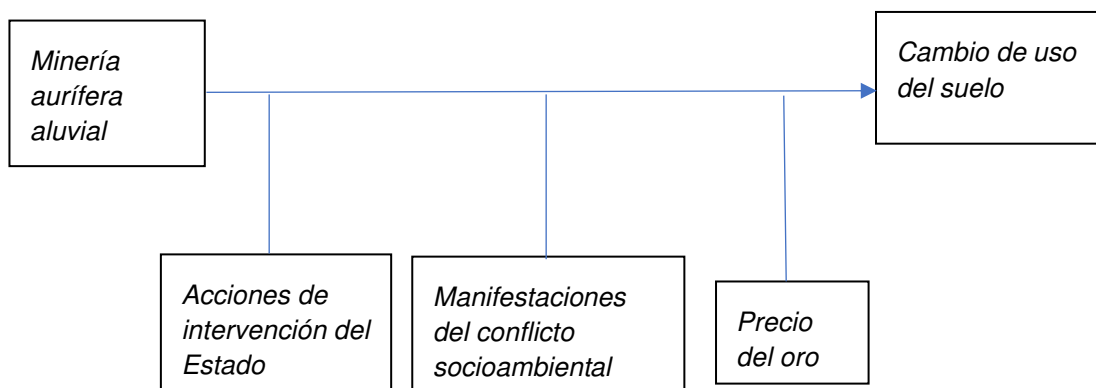 Minería
aurífera
aluvial
Cambio de uso
del suelo
Acciones de
intervención del
Estado
Manifestaciones
del conflicto
socioambiental
Precio
del oro